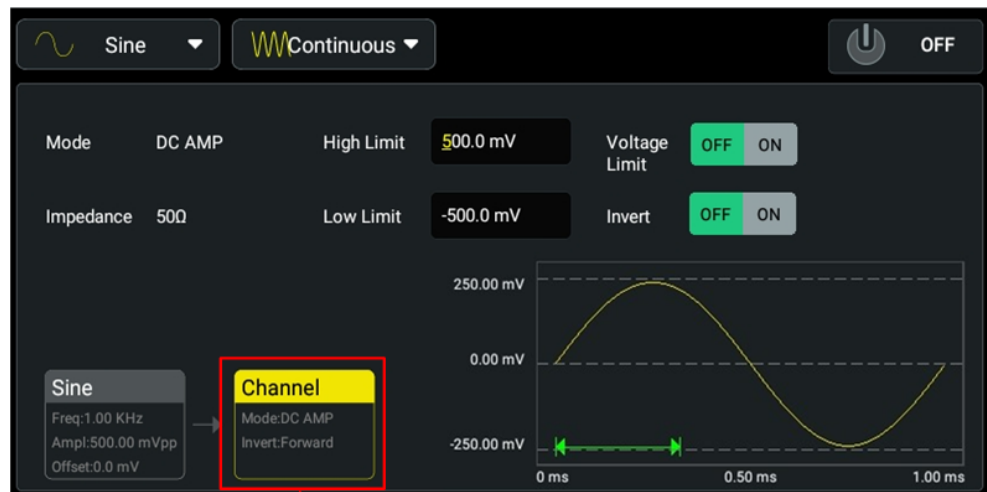 Sine
Continuous
OFF
Mode DC AMP High Limit 500.0 mV Voltage Limit OFF ON
Impedance 50Ω Low Limit -500.0 mV Invert OFF ON
250.00 mV
0.00 mV
-250.00 mV
0 ms 0.50 ms 1.00 ms
Sine
Freq:1.00 KHz
Ampl:500.00 mVpp
Offset:0.0 mV
Channel
Mode:DC AMP
Invert:Forward